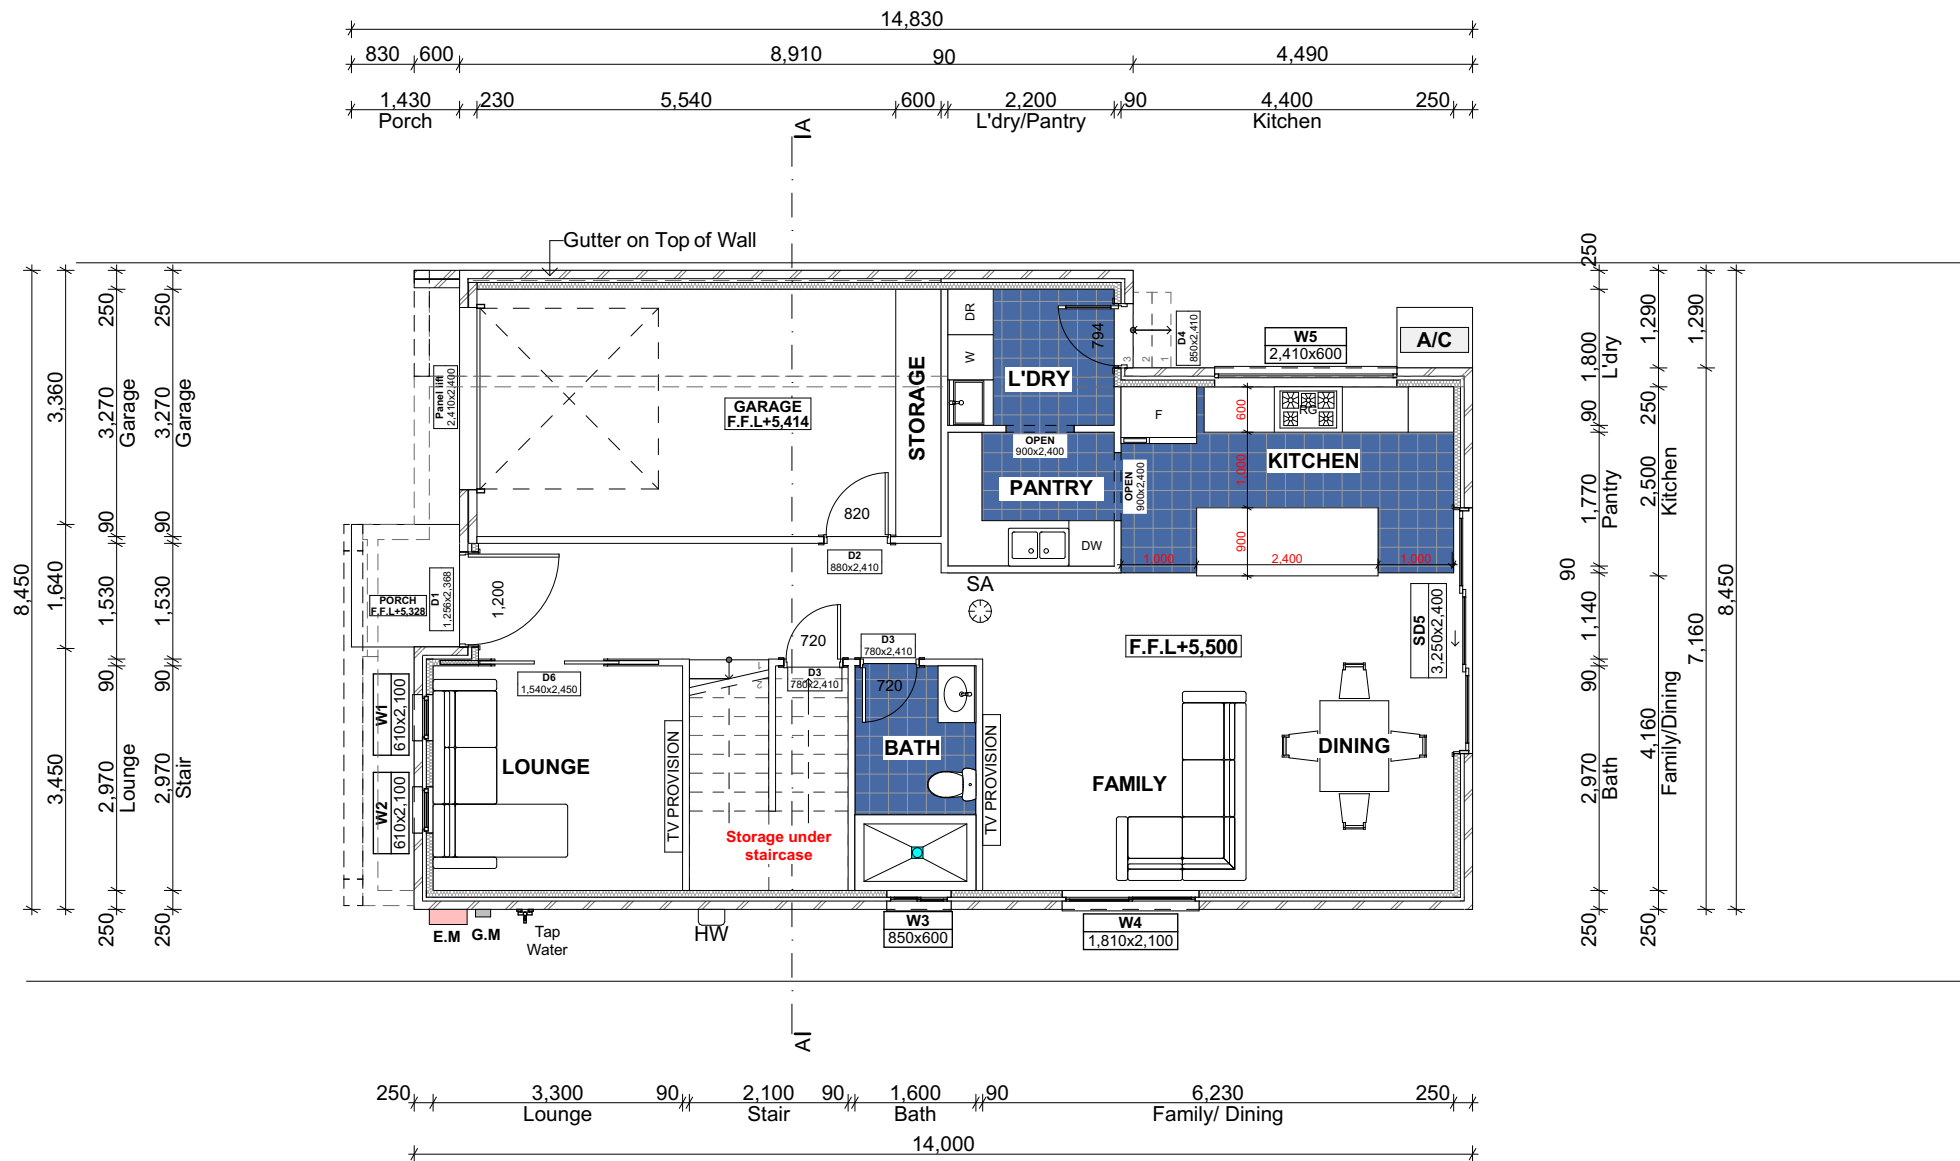 14,830
830 600 8,910 90 4,490
1,430 230 5,540 600 2,200 90 4,400 250
Porch L'dry/Pantry Kitchen
A
Gutter on Top of Wall
8,450
3,360 1,640 3,450
250 3,270 90 1,530 90 2,970 250
Garage Lounge
250 3,270 90 1,530 90 2,970 250
Garage Stair
Panel lift
2,410x2,400
GARAGE
F.F.L+5,414
STORAGE
DR
W
L'DRY
794
3 2 1
D4
850x2,410
W5
2,410x600
A/C
OPEN
900x2,400
PANTRY
OPEN
900x2,400
F
RG
600
KITCHEN
1,000
900
1,000 2,400 1,000
DW
820
D2
880x2,410
SA
PORCH
F.F.L+5,328
D1
1,256x2,368
1,200
720
D3
780x2,410
1
2
D3
780x2,410
720
D6
1,540x2,450
F.F.L+5,500
SD5
3,250x2,400
W1
610x2,100
W2
610x2,100
LOUNGE
TV PROVISION
Storage under
staircase
BATH
TV PROVISION
FAMILY
DINING
E.M G.M
Tap
Water
HW
W3
850x600
W4
1,810x2,100
250 1,800 90 1,770 90 1,140 90 2,970 250
L'dry Pantry Bath
1,290 250 2,500 4,160 250
Kitchen Family/Dining
1,290 7,160
8,450
A
250 3,300 90 2,100 90 1,600 90 6,230 250
Lounge Stair Bath Family/ Dining
14,000